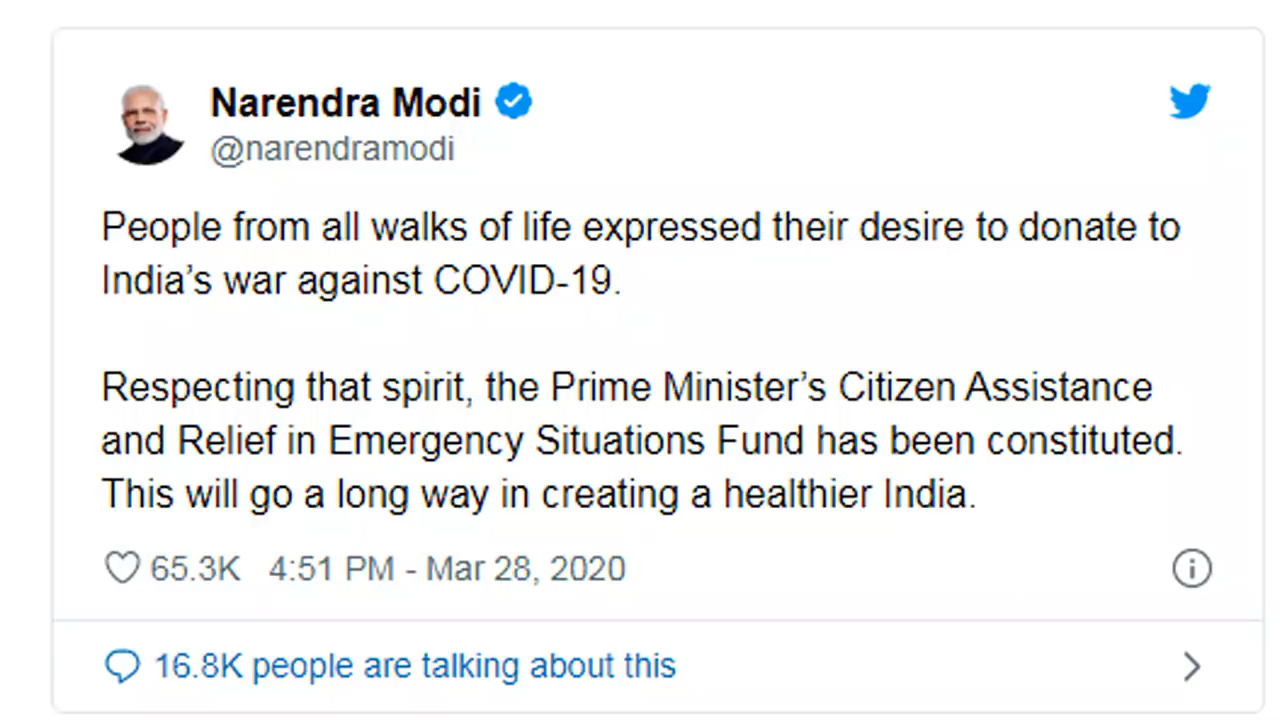 Narendra Modi
@narendramodi
People from all walks of life expressed their desire to donate to
India’s war against COVID-19.
Respecting that spirit, the Prime Minister’s Citizen Assistance
and Relief in Emergency Situations Fund has been constituted.
This will go a long way in creating a healthier India.
65.3K 4:51 PM - Mar 28, 2020
16.8K people are talking about this